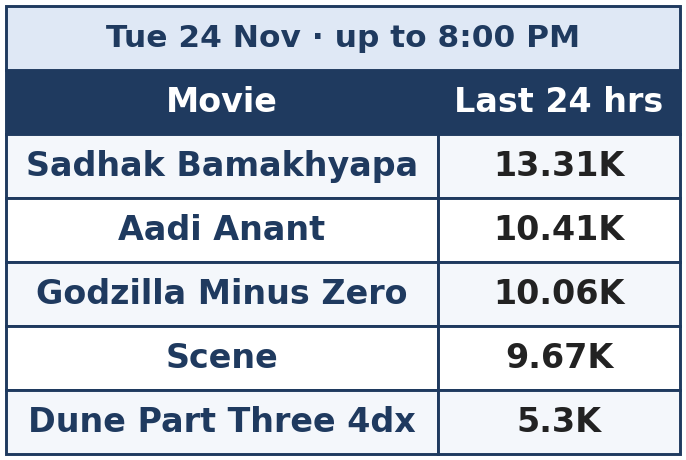 Tue 24 Nov · up to 8:00 PM
Movie Last 24 hrs
Sadhak Bamakhyapa 13.31K
Aadi Anant 10.41K
Godzilla Minus Zero 10.06K
Scene 9.67K
Dune Part Three 4dx 5.3K